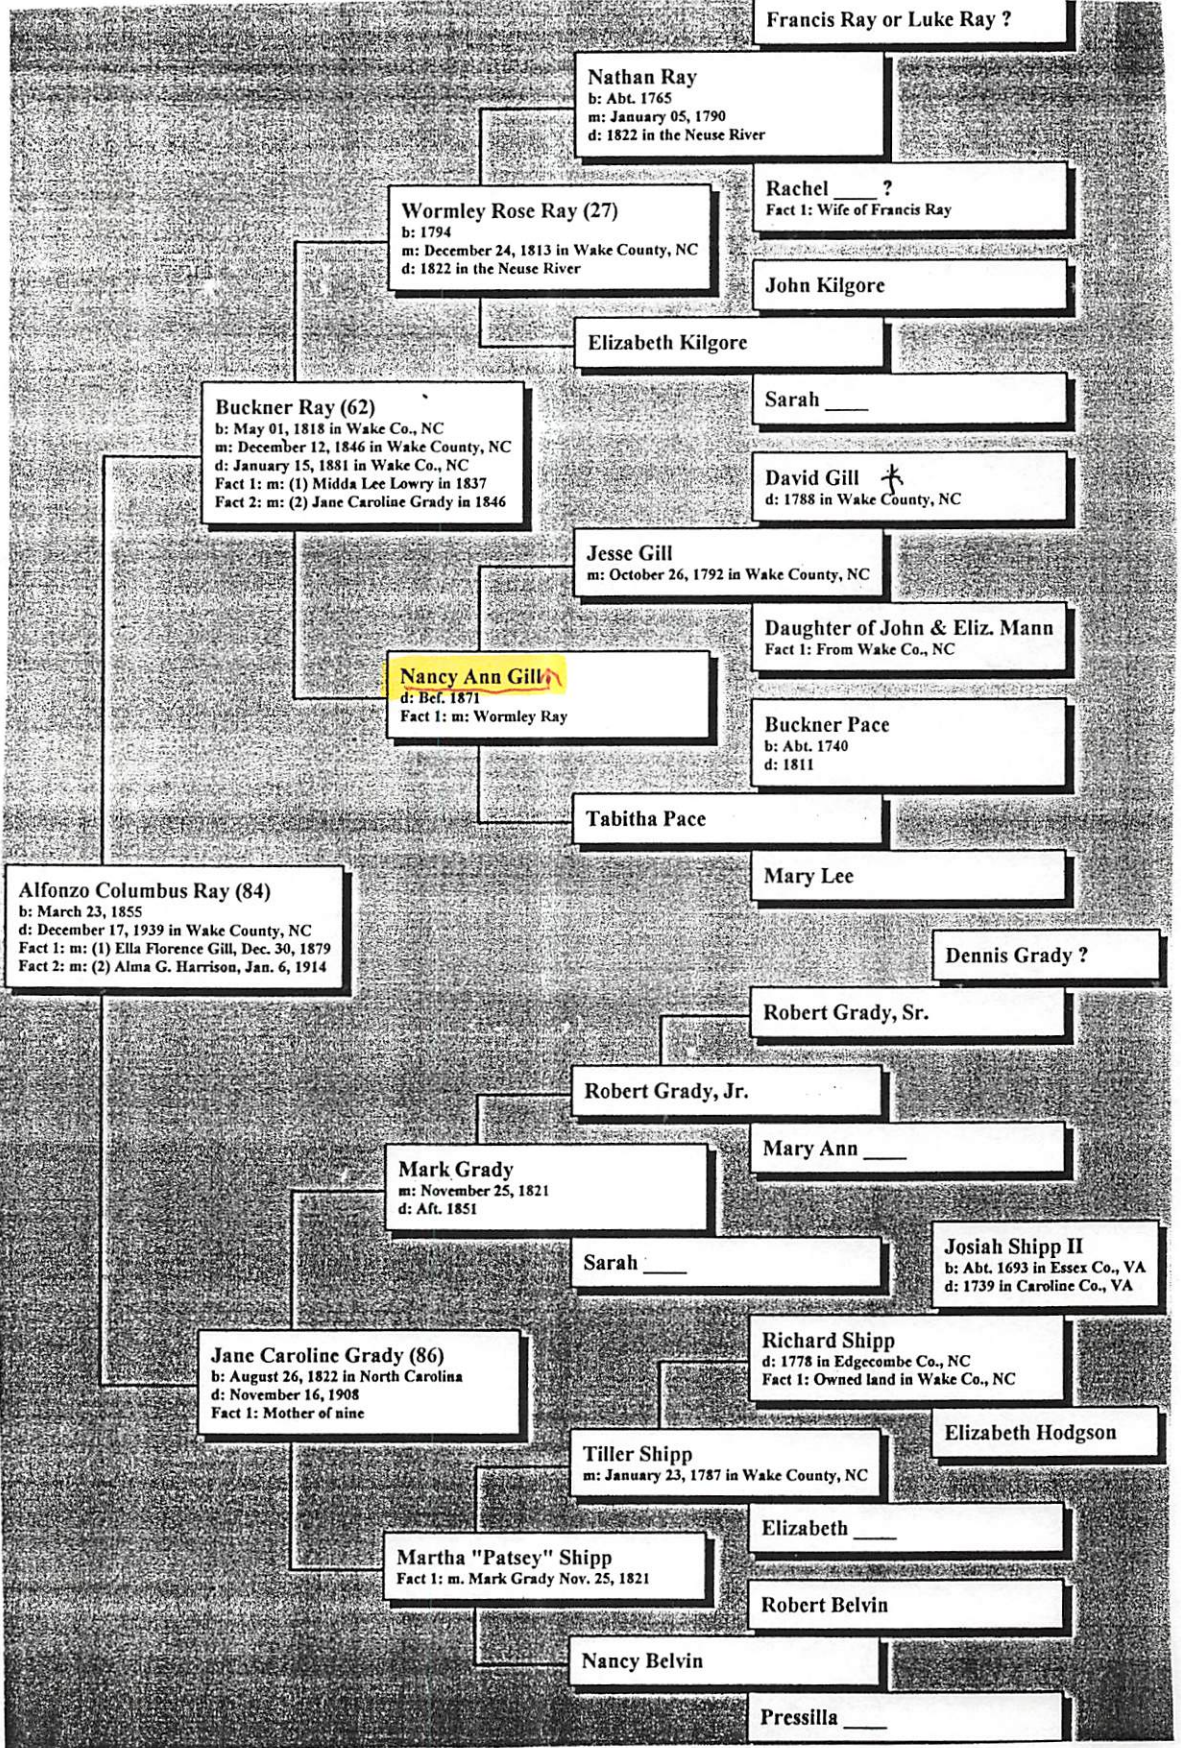 Francis Ray or Luke Ray ?
Nathan Ray
b: Abt. 1765
m: January 05, 1790
d: 1822 in the Neuse River
Rachel ____ ?
Fact 1: Wife of Francis Ray
Wormley Rose Ray (27)
b: 1794
m: December 24, 1813 in Wake County, NC
d: 1822 in the Neuse River
John Kilgore
Elizabeth Kilgore
Sarah ____
Buckner Ray (62)
b: May 01, 1818 in Wake Co., NC
m: December 12, 1846 in Wake County, NC
d: January 15, 1881 in Wake Co., NC
Fact 1: m: (1) Midda Lee Lowry in 1837
Fact 2: m: (2) Jane Caroline Grady in 1846
David Gill
d: 1788 in Wake County, NC
Jesse Gill
m: October 26, 1792 in Wake County, NC
Daughter of John & Eliz. Mann
Fact 1: From Wake Co., NC
Nancy Ann Gill
d: Bef. 1871
Fact 1: m: Wormley Ray
Buckner Pace
b: Abt. 1740
d: 1811
Tabitha Pace
Mary Lee
Alfonzo Columbus Ray (84)
b: March 23, 1855
d: December 17, 1939 in Wake County, NC
Fact 1: m: (1) Ella Florence Gill, Dec. 30, 1879
Fact 2: m: (2) Alma G. Harrison, Jan. 6, 1914
Dennis Grady ?
Robert Grady, Sr.
Robert Grady, Jr.
Mary Ann ____
Mark Grady
m: November 25, 1821
d: Aft. 1851
Sarah ____
Josiah Shipp II
b: Abt. 1693 in Essex Co., VA
d: 1739 in Caroline Co., VA
Richard Shipp
d: 1778 in Edgecombe Co., NC
Fact 1: Owned land in Wake Co., NC
Jane Caroline Grady (86)
b: August 26, 1822 in North Carolina
d: November 16, 1908
Fact 1: Mother of nine
Elizabeth Hodgson
Tiller Shipp
m: January 23, 1787 in Wake County, NC
Elizabeth ____
Martha "Patsey" Shipp
Fact 1: m. Mark Grady Nov. 25, 1821
Robert Belvin
Nancy Belvin
Pressilla ____